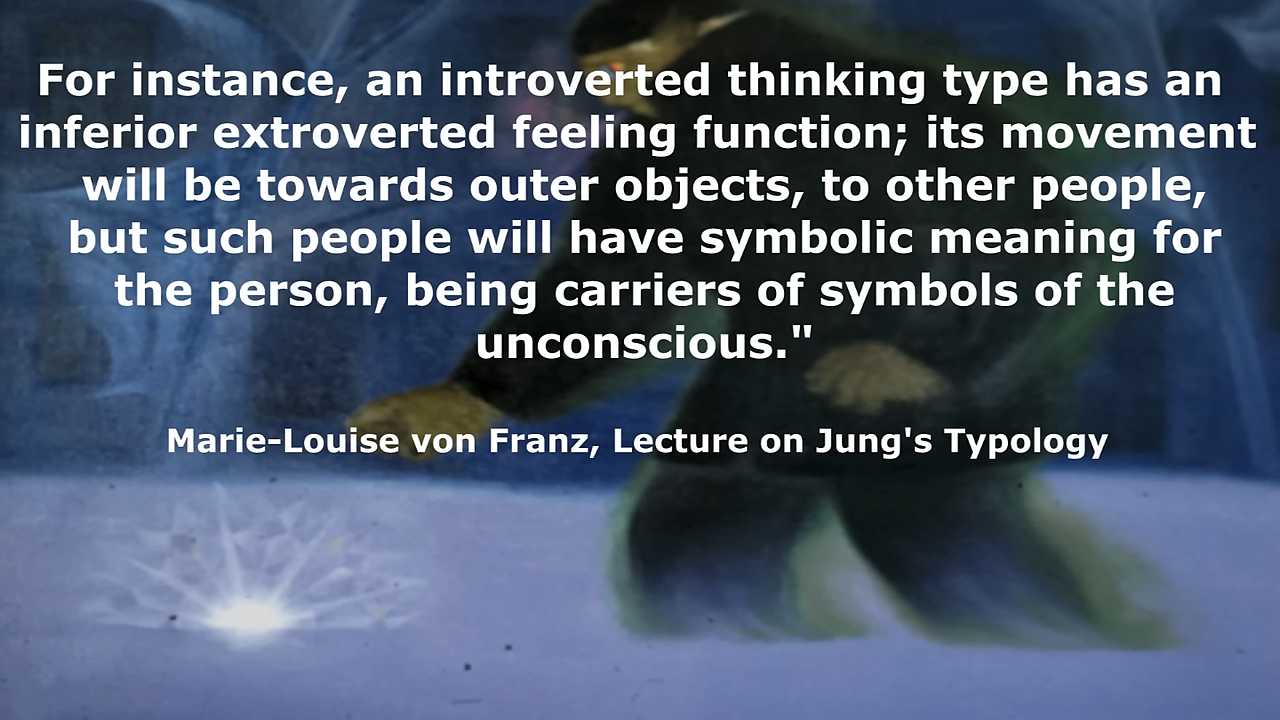 For instance, an introverted thinking type has an
inferior extroverted feeling function; its movement
will be towards outer objects, to other people,
but such people will have symbolic meaning for
the person, being carriers of symbols of the
unconscious."
Marie-Louise von Franz, Lecture on Jung's Typology